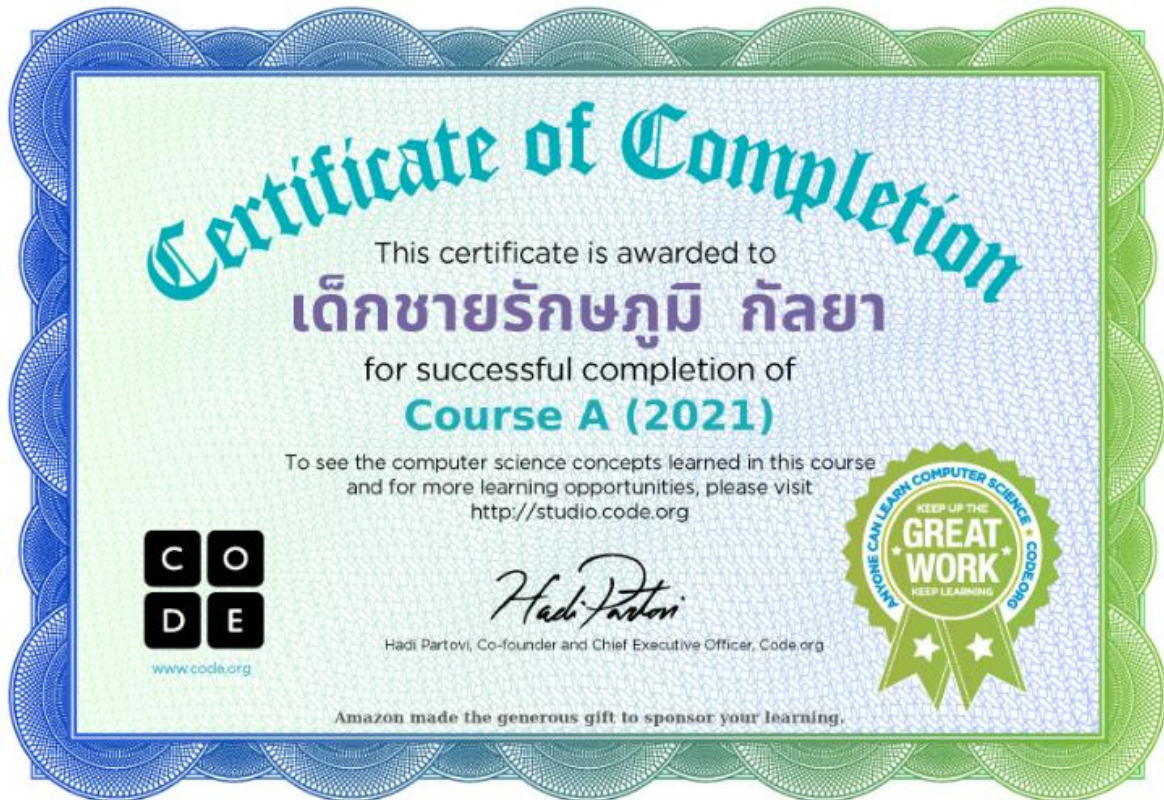 Certificate of Completion
This certificate is awarded to
เด็กชายรักษภูมิ กัลยา
for successful completion of
Course A (2021)
To see the computer science concepts learned in this course
and for more learning opportunities, please visit
http://studio.code.org
C O
D E
www.code.org
Hadi Partovi
Hadi Partovi, Co-founder and Chief Executive Officer, Code.org
ANYONE CAN LEARN COMPUTER SCIENCE ★ CODE.ORG
KEEP UP THE
GREAT
WORK
KEEP LEARNING
Amazon made the generous gift to sponsor your learning.